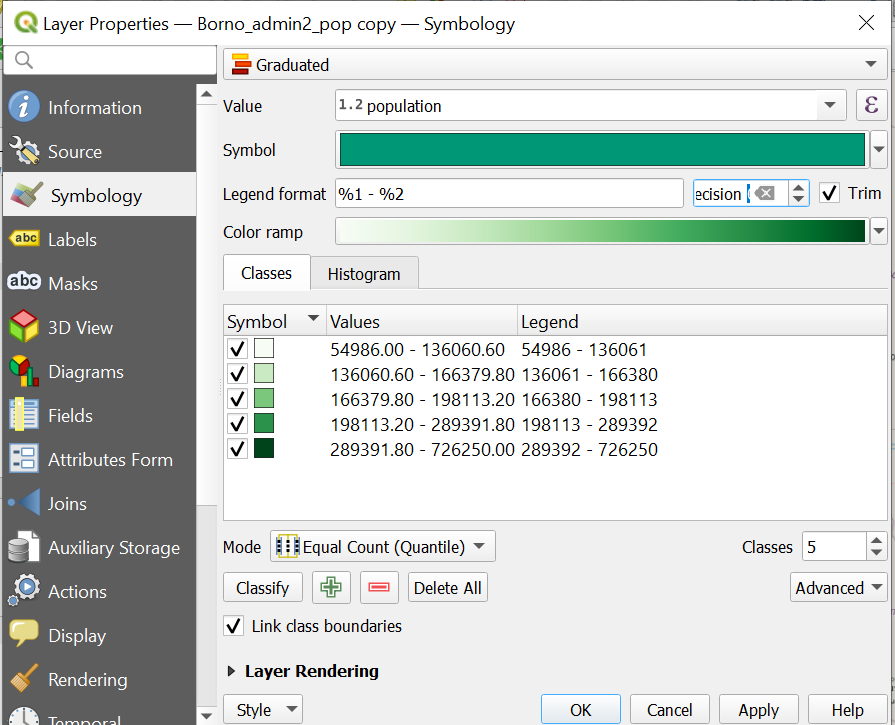 Layer Properties — Borno_admin2_pop copy — Symbology
Information
Source
Symbology
abc Labels
abc Masks
3D View
Diagrams
Fields
Attributes Form
Joins
Auxiliary Storage
Actions
Display
Rendering
Temporal
Graduated
Value 1.2 population ε
Symbol
Legend format %1 - %2 ecision Trim
Color ramp
Classes Histogram
Symbol Values Legend
54986.00 - 136060.60 54986 - 136061
136060.60 - 166379.80 136061 - 166380
166379.80 - 198113.20 166380 - 198113
198113.20 - 289391.80 198113 - 289392
289391.80 - 726250.00 289392 - 726250
Mode Equal Count (Quantile) Classes 5
Classify Delete All Advanced
Link class boundaries
Layer Rendering
Style OK Cancel Apply Help